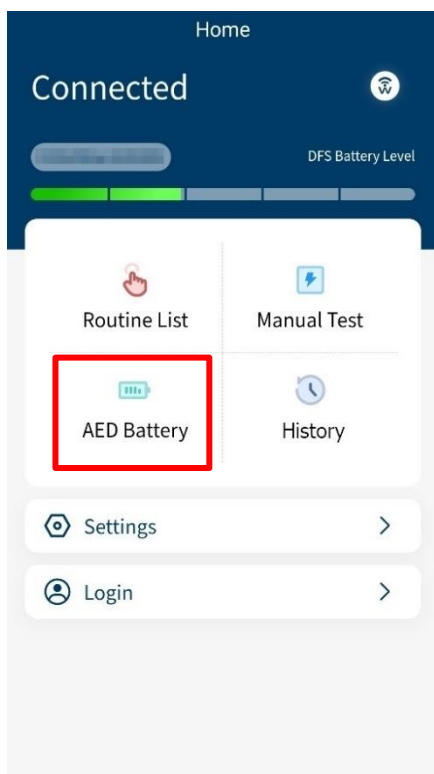 Home
Connected
DFS Battery Level
Routine List
Manual Test
AED Battery
History
Settings
Login